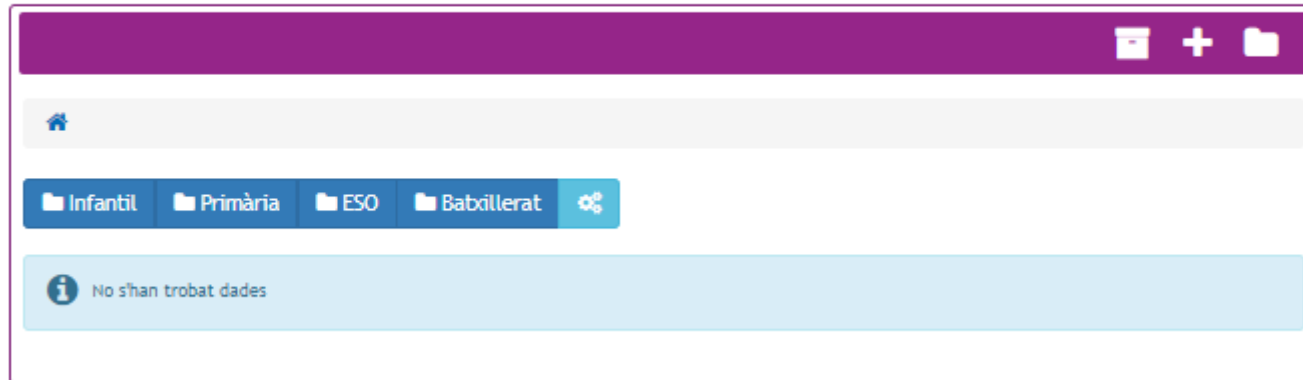 Infantil Primària ESO Batxillerat
No s'han trobat dades